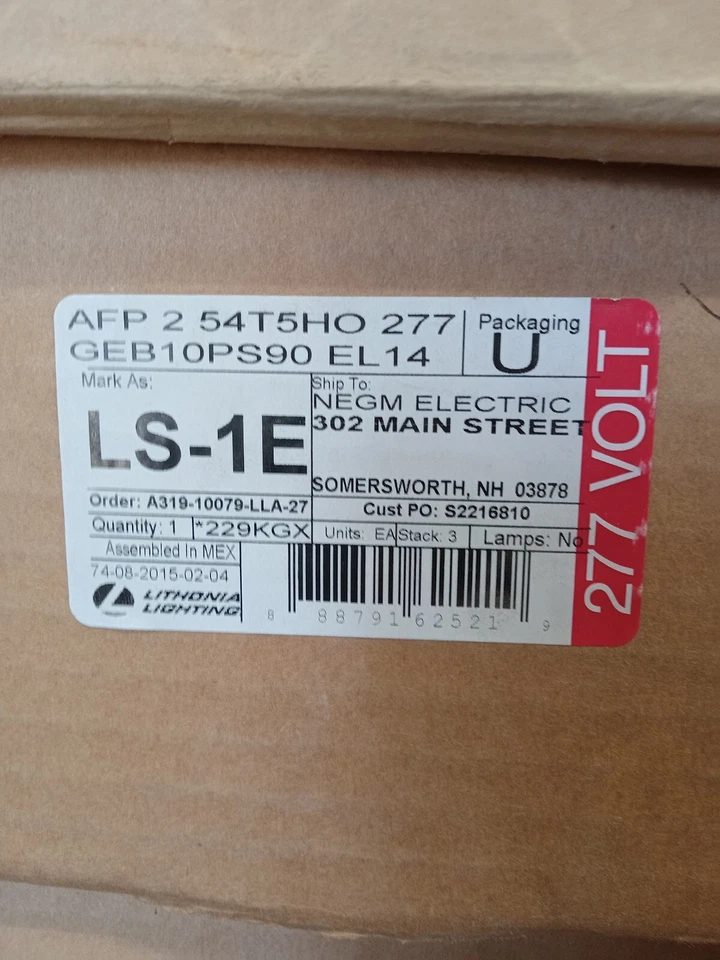 AFP 2 54T5HO 277
GEB10PS90 EL14
Packaging
U
Mark As:
LS-1E
Ship To:
NEGM ELECTRIC
302 MAIN STREET
SOMERSWORTH, NH 03878
Order: A319-10079-LLA-27
Cust PO: S2216810
Quantity: 1
*229KGX
Units: EA
Stack: 3
Lamps: No
Assembled In MEX
74-08-2015-02-04
LITHONIA
LIGHTING
8 88791 62521 9
277 VOLT